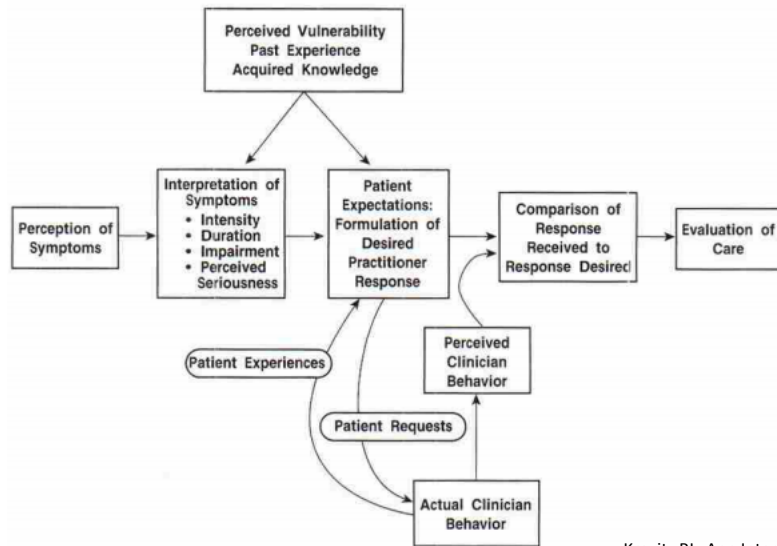 Perceived Vulnerability
Past Experience
Acquired Knowledge
Perception of
Symptoms
Interpretation of
Symptoms
• Intensity
• Duration
• Impairment
• Perceived
Seriousness
Patient
Expectations:
Formulation of
Desired
Practitioner
Response
Comparison of
Response
Received to
Response Desired
Evaluation of
Care
Patient Experiences
Perceived
Clinician
Behavior
Patient Requests
Actual Clinician
Behavior